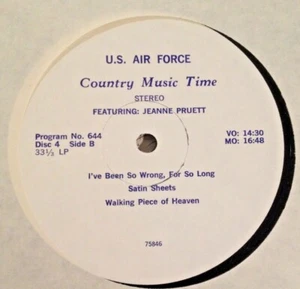 U.S. AIR FORCE
Country Music Time
STEREO
FEATURING: JEANNE PRUETT
Program No. 644
Disc 4 Side B
33⅓ LP
VO: 14:30
MO: 16:48
I've Been So Wrong, For So Long
Satin Sheets
Walking Piece of Heaven
75846